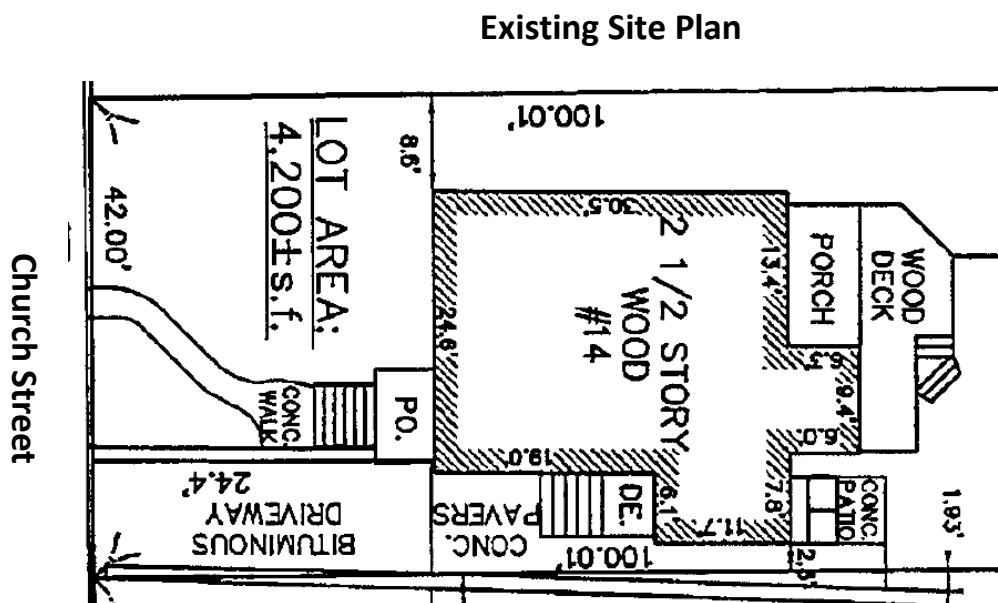 Existing Site Plan
100.01'
8.6'
LOT AREA:
4,200±s.f.
42.00'
Church Street
30.5'
2 1/2 STORY
WOOD
#14
13.4'
PORCH
WOOD
DECK
24.6'
6.3'
9.4'
6.0'
CONC.
WALK
PO.
19.0'
DE.
6.1'
11.7'
7.8'
CONC.
PATIO
24.4'
BITUMINOUS
DRIVEWAY
CONC.
PAVERS
100.01'
1.93'